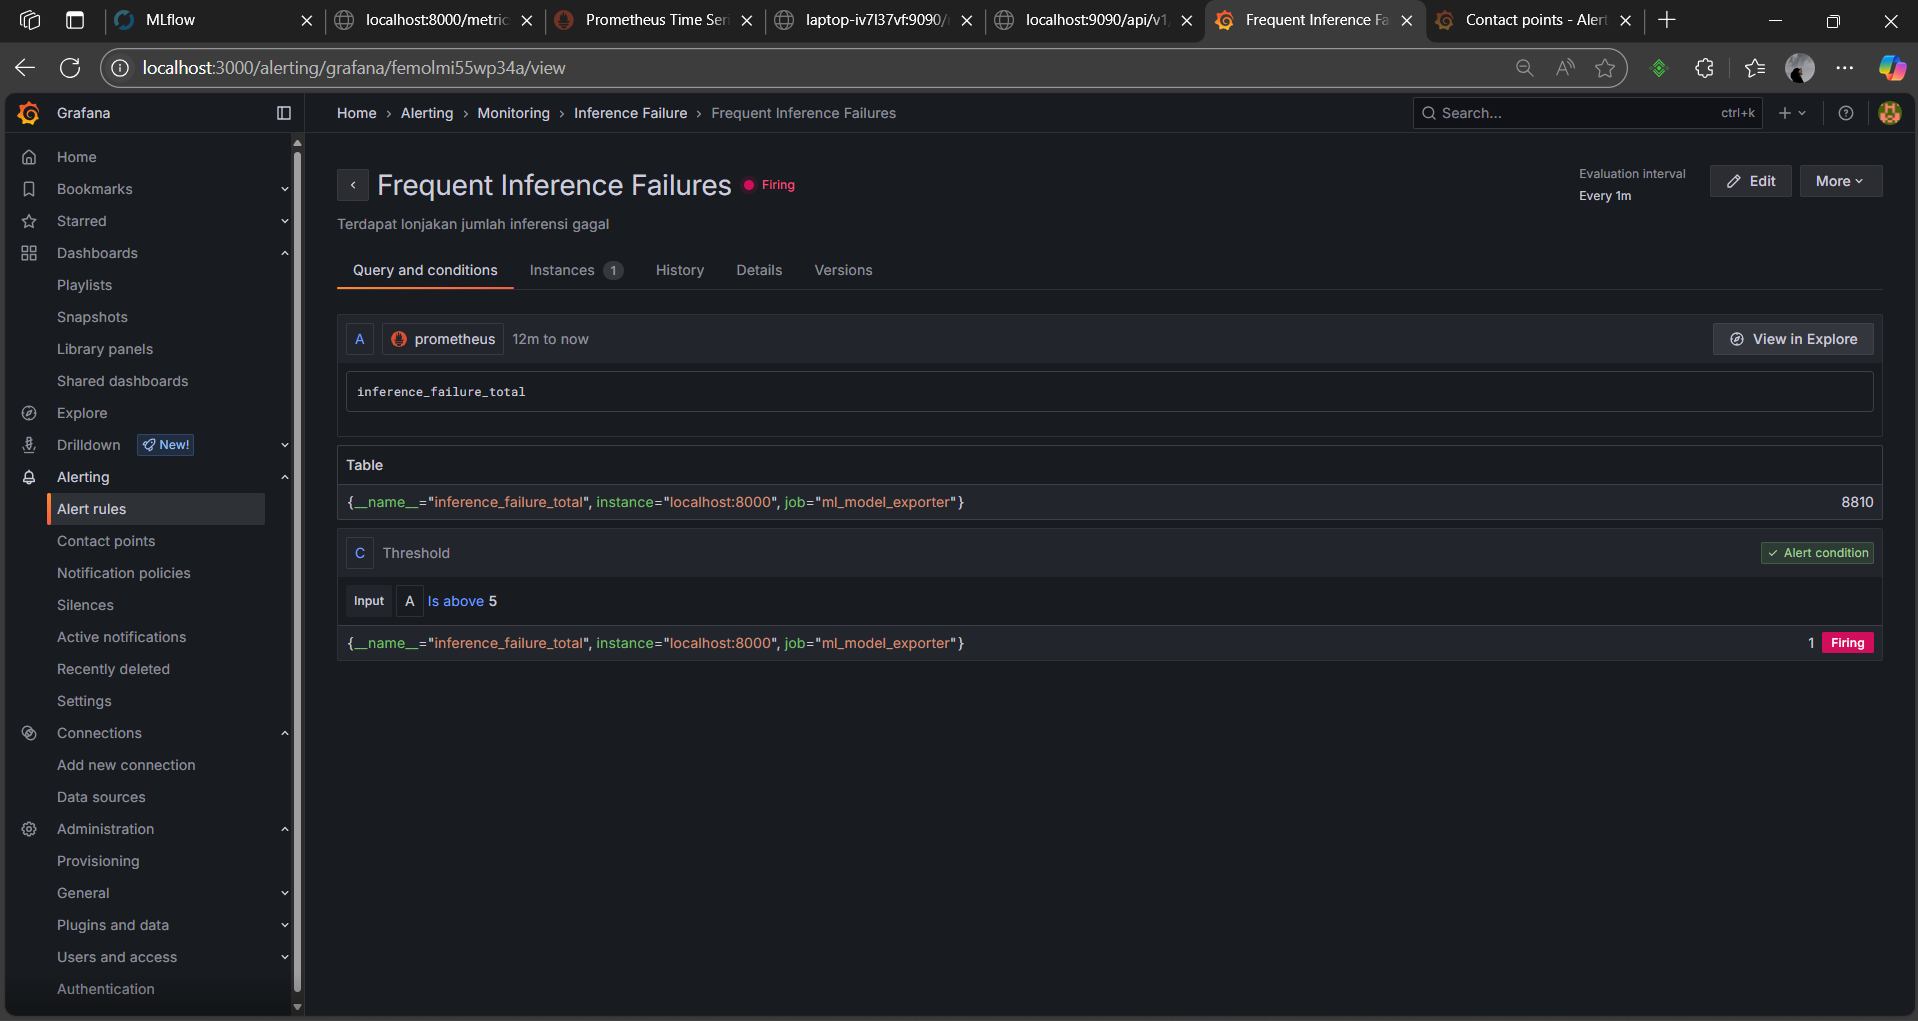 MLflow
localhost:8000/metric
Prometheus Time Seri
laptop-iv7l37vf:9090/
localhost:9090/api/v1
Frequent Inference Fa
Contact points - Alert
localhost:3000/alerting/grafana/femolmi55wp34a/view
Grafana
Home › Alerting › Monitoring › Inference Failure › Frequent Inference Failures
Search...
ctrl+k
Home
Bookmarks
Starred
Dashboards
Playlists
Snapshots
Library panels
Shared dashboards
Explore
Drilldown New!
Alerting
Alert rules
Contact points
Notification policies
Silences
Active notifications
Recently deleted
Settings
Connections
Add new connection
Data sources
Administration
Provisioning
General
Plugins and data
Users and access
Authentication
Frequent Inference Failures Firing
Evaluation interval
Every 1m
Edit
More
Terdapat lonjakan jumlah inferensi gagal
Query and conditions Instances 1 History Details Versions
A prometheus 12m to now
View in Explore
inference_failure_total
Table
{__name__="inference_failure_total", instance="localhost:8000", job="ml_model_exporter"} 8810
C Threshold
Alert condition
Input A Is above 5
{__name__="inference_failure_total", instance="localhost:8000", job="ml_model_exporter"} 1 Firing